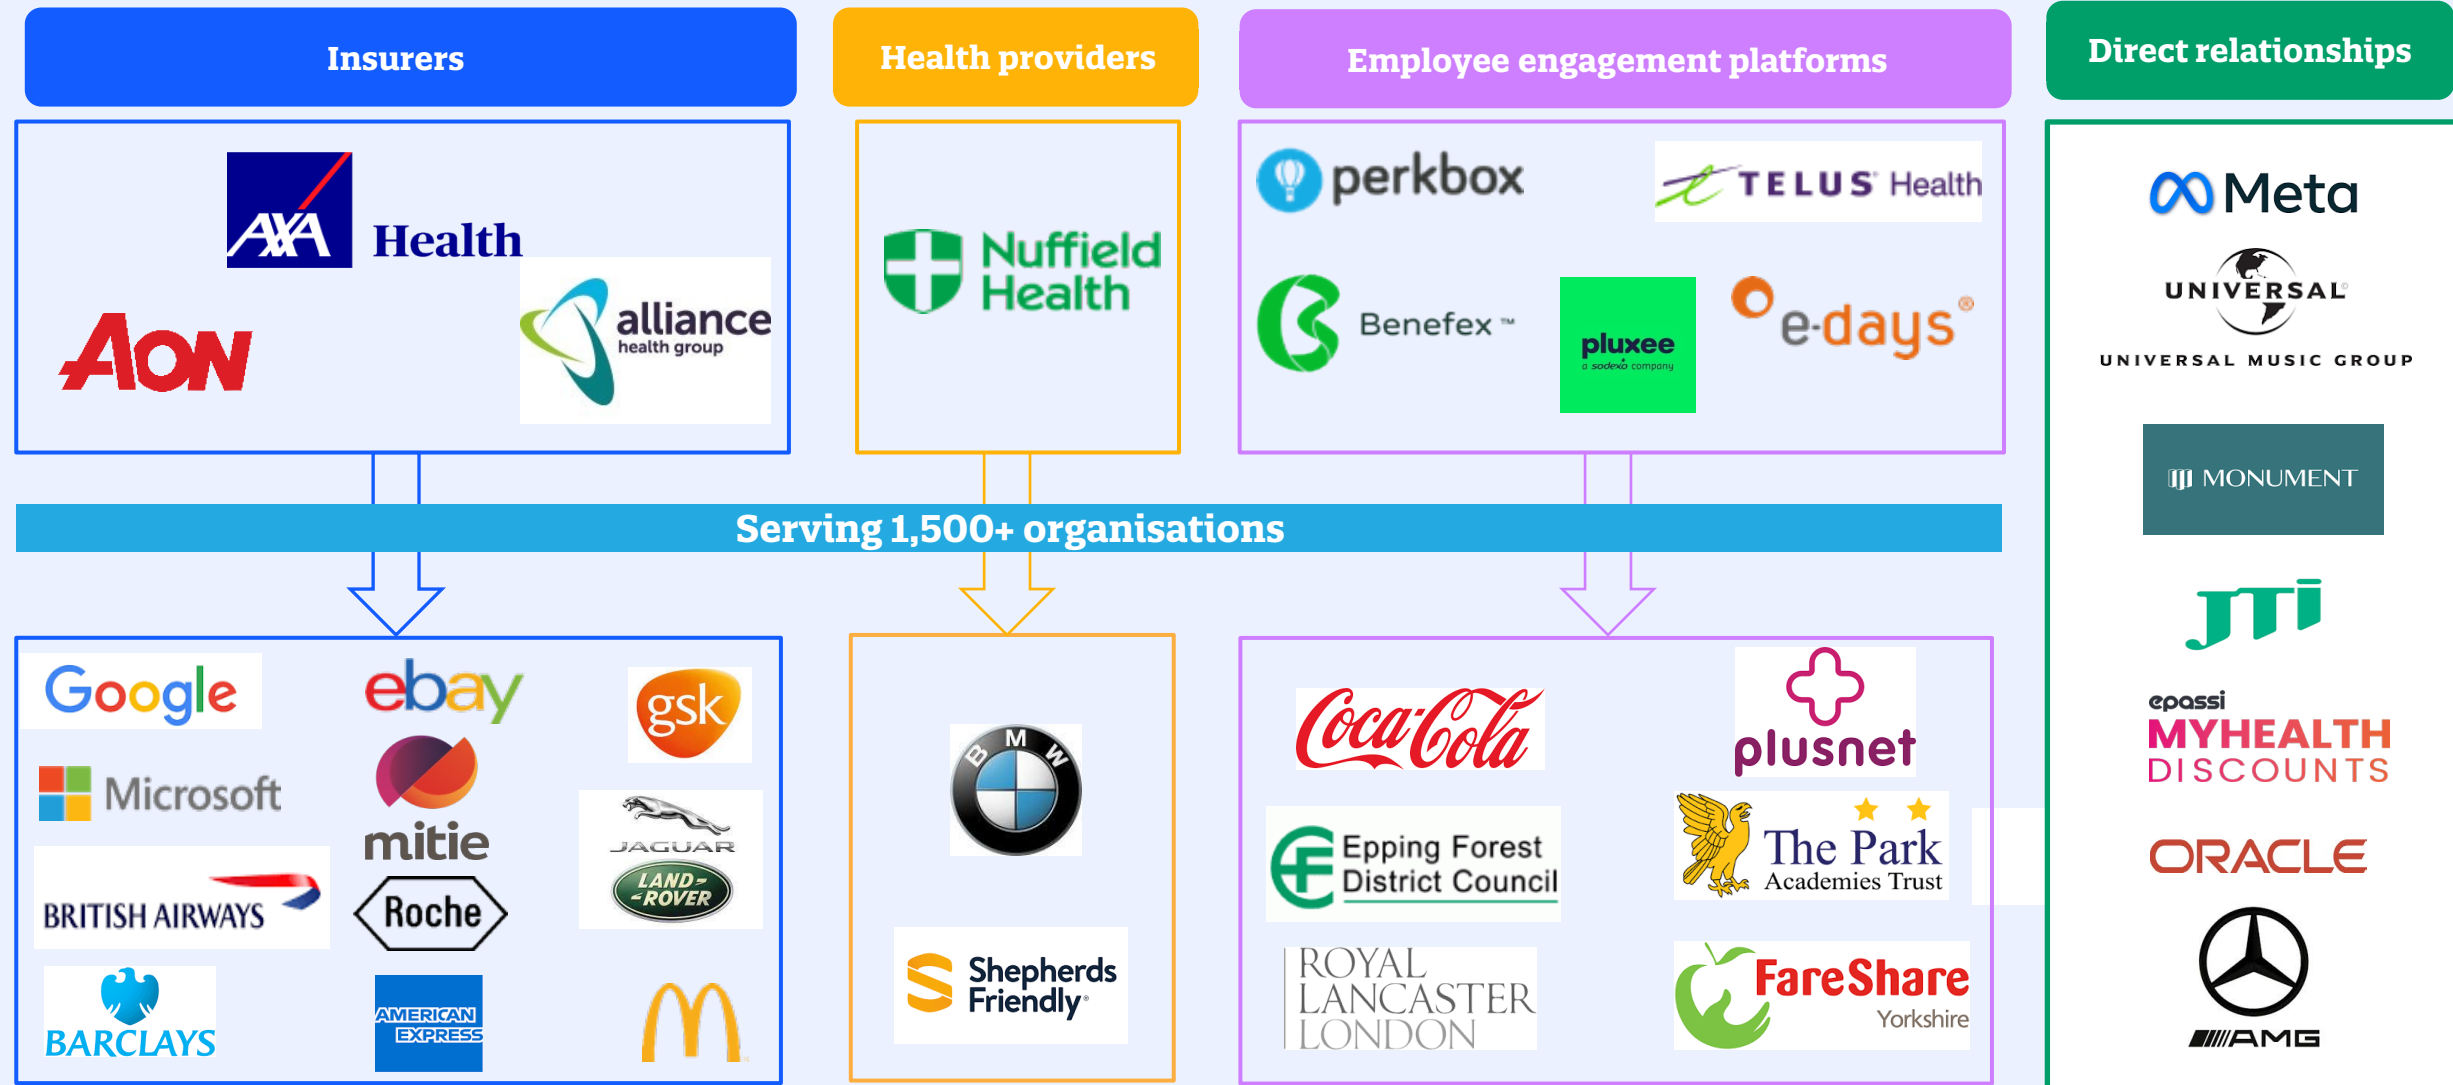 Insurers
Health providers
Employee engagement platforms
Direct relationships
AXA
Health
AON
alliance
health group
Nuffield
Health
perkbox
TELUS® Health
Benefex ™
pluxee
a sodexo company
e-days®
Serving 1,500+ organisations
Google
ebay
gsk
Microsoft
mitie
JAGUAR
LAND-
-ROVER
BRITISH AIRWAYS
Roche
BARCLAYS
AMERICAN
EXPRESS
M
BMW
Shepherds
Friendly®
Coca-Cola
plusnet
Epping Forest
District Council
The Park
Academies Trust
ROYAL
LANCASTER
LONDON
FareShare
Yorkshire
Meta
UNIVERSAL
UNIVERSAL MUSIC GROUP
MONUMENT
JTi
epassi
MYHEALTH
DISCOUNTS
ORACLE
AMG